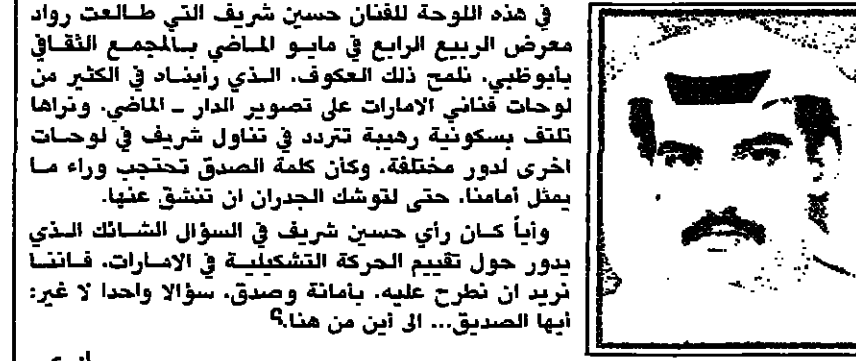 في هذه اللوحة للفنان حسين شريف التي طالعت رواد
معرض الربيع الرابع في مايو الماضي بالمجمع الثقافي
بأبوظبي، نلمح ذلك العكوف، الذي رأيناه في الكثير من
لوحات فناني الامارات على تصوير الدار ــ الماضي، ونراها
تلتف بسكونية رهيبة تتردد في تناول شريف في لوحات
اخرى لدور مختلفة، وكأن كلمة الصدق تحتجب وراء ما
يمثل أمامنا، حتى لتوشك الجدران ان تنشق عنها.
وأياً كان رأي حسين شريف في السؤال الشائك الذي
يدور حول تقييم الحركة التشكيلية في الامارات، فاننا
نريد ان نطرح عليه، بأمانة وصدق، سؤالا واحدا لا غير:
أيها الصديق... الى أين من هنا؟